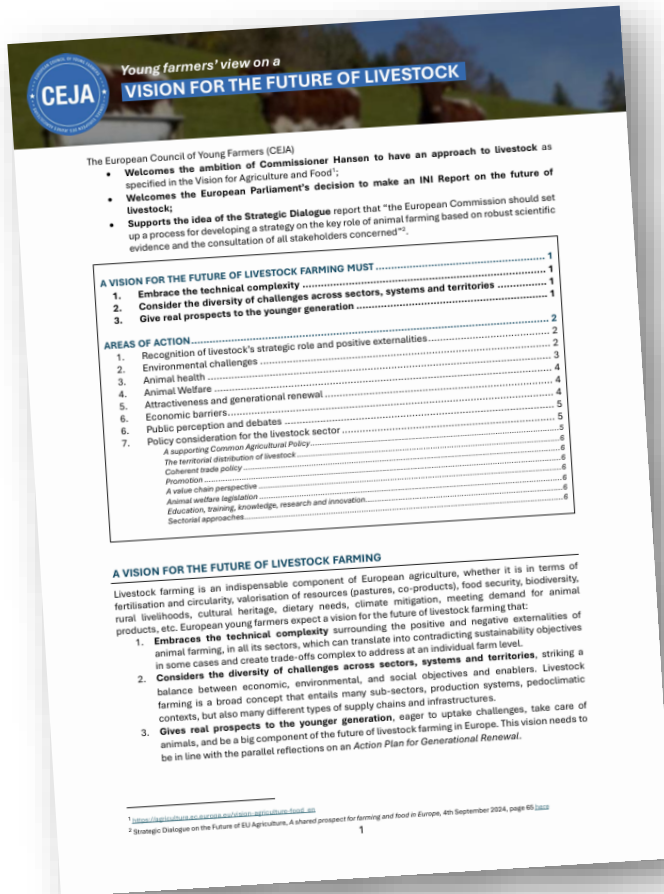 Young farmers' view on a
VISION FOR THE FUTURE OF LIVESTOCK
CEJA
The European Council of Young Farmers (CEJA)
• Welcomes the ambition of Commissioner Hansen to have an approach to livestock as
specified in the Vision for Agriculture and Food¹;
• Welcomes the European Parliament's decision to make an INI Report on the future of
livestock;
• Supports the idea of the Strategic Dialogue report that "the European Commission should set
up a process for developing a strategy on the key role of animal farming based on robust scientific
evidence and the consultation of all stakeholders concerned"².
A VISION FOR THE FUTURE OF LIVESTOCK FARMING MUST ... 1
1. Embrace the technical complexity ... 1
2. Consider the diversity of challenges across sectors, systems and territories ... 1
3. Give real prospects to the younger generation ... 1
AREAS OF ACTION ... 2
1. Recognition of livestock's strategic role and positive externalities ... 2
2. Environmental challenges ... 2
3. Animal health ... 3
4. Animal Welfare ... 4
5. Attractiveness and generational renewal ... 4
6. Economic barriers ... 4
6. Public perception and debates ... 5
7. Policy consideration for the livestock sector ... 5
A supporting Common Agricultural Policy ... 5
The territorial distribution of livestock ... 6
Coherent trade policy ... 6
Promotion ... 6
A value chain perspective ... 6
Animal welfare legislation ... 6
Education, training, knowledge, research and innovation ... 6
Sectorial approaches ... 6
A VISION FOR THE FUTURE OF LIVESTOCK FARMING
Livestock farming is an indispensable component of European agriculture, whether it is in terms of
fertilisation and circularity, valorisation of resources (pastures, co-products), food security, biodiversity,
rural livelihoods, cultural heritage, dietary needs, climate mitigation, meeting demand for animal
products, etc. European young farmers expect a vision for the future of livestock farming that:
1. Embraces the technical complexity surrounding the positive and negative externalities of
animal farming, in all its sectors, which can translate into contradicting sustainability objectives
in some cases and create trade-offs complex to address at an individual farm level.
2. Considers the diversity of challenges across sectors, systems and territories, striking a
balance between economic, environmental, and social objectives and enablers. Livestock
farming is a broad concept that entails many sub-sectors, production systems, pedoclimatic
contexts, but also many different types of supply chains and infrastructures.
3. Gives real prospects to the younger generation, eager to uptake challenges, take care of
animals, and be a big component of the future of livestock farming in Europe. This vision needs to
be in line with the parallel reflections on an Action Plan for Generational Renewal.
¹ https://agriculture.ec.europa.eu/vision-agriculture-food_en
² Strategic Dialogue on the Future of EU Agriculture, A shared prospect for farming and food in Europe, 4th September 2024, page 65 here
1